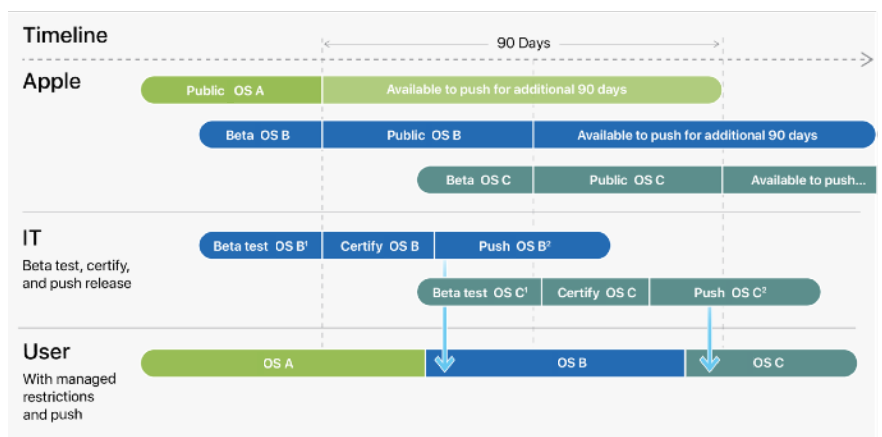 Timeline
90 Days
Apple
Public OS A
Available to push for additional 90 days
Beta OS B
Public OS B
Available to push for additional 90 days
Beta OS C
Public OS C
Available to push...
IT
Beta test, certify,
and push release
Beta test OS B¹
Certify OS B
Push OS B²
Beta test OS C¹
Certify OS C
Push OS C²
User
With managed
restrictions
and push
OS A
OS B
OS C